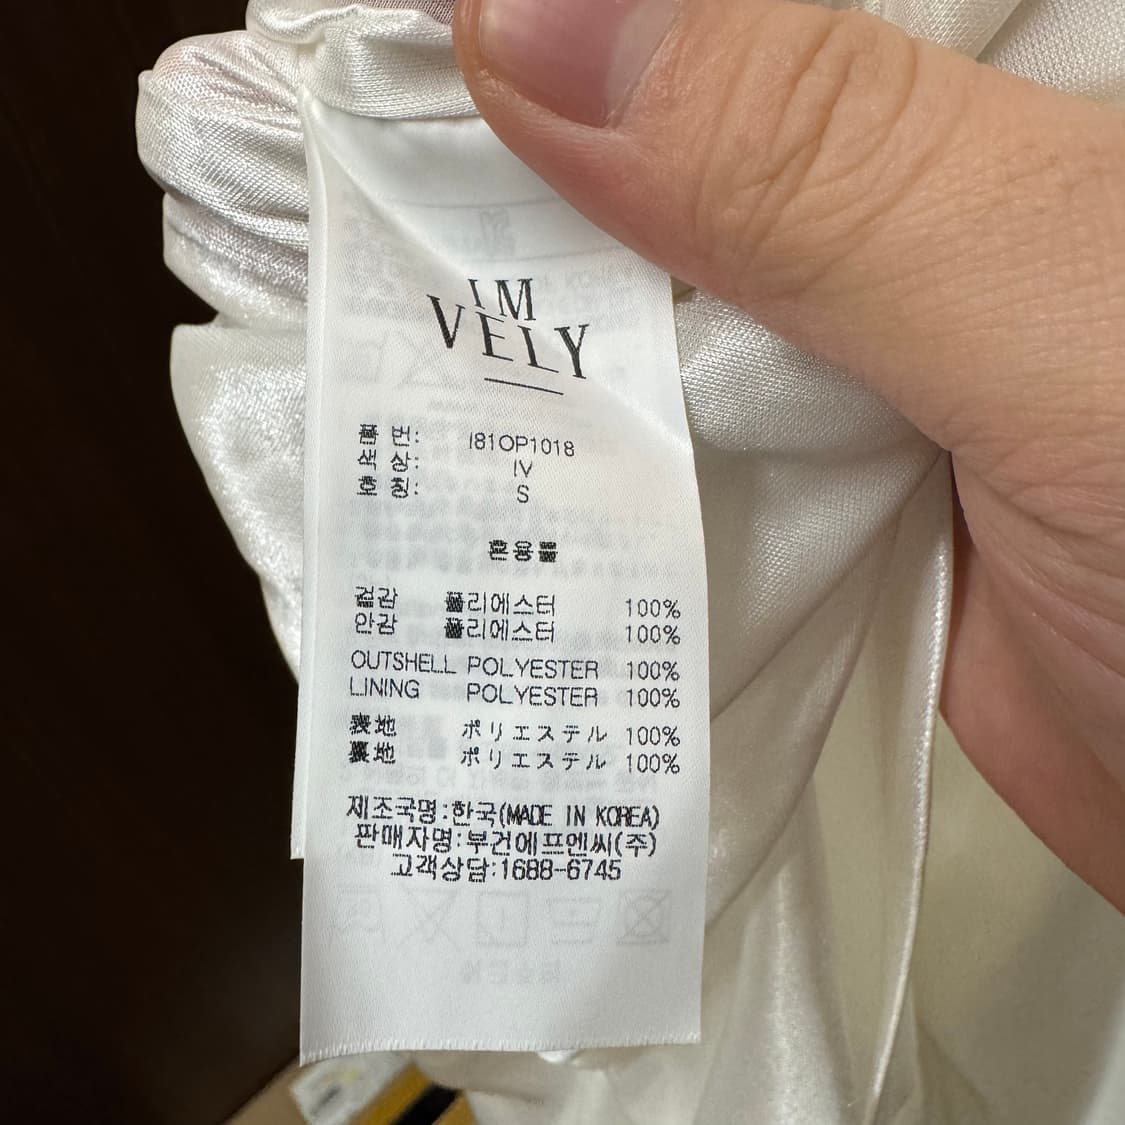 IM
VELY
품 번: I81OP1018
색 상: IV
호 칭: S
혼용률
겉감 폴리에스터 100%
안감 폴리에스터 100%
OUTSHELL POLYESTER 100%
LINING POLYESTER 100%
表地 ポリエステル 100%
裏地 ポリエステル 100%
제조국명:한국(MADE IN KOREA)
판매자명:부건에프엔씨(주)
고객상담:1688-6745